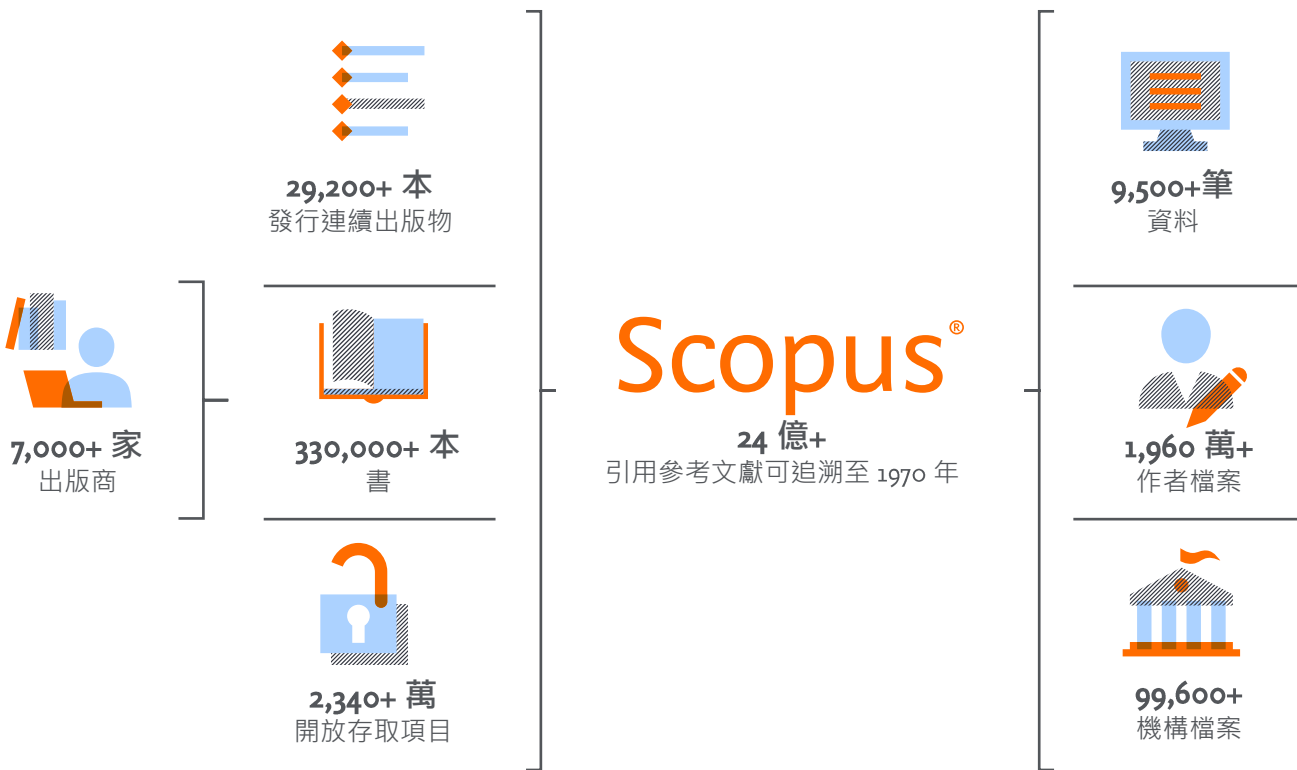 7,000+ 家
出版商
29,200+ 本
發行連續出版物
330,000+ 本
書
2,340+ 萬
開放存取項目
Scopus®
24 億+
引用參考文獻可追溯至 1970 年
9,500+筆
資料
1,960 萬+
作者檔案
99,600+
機構檔案